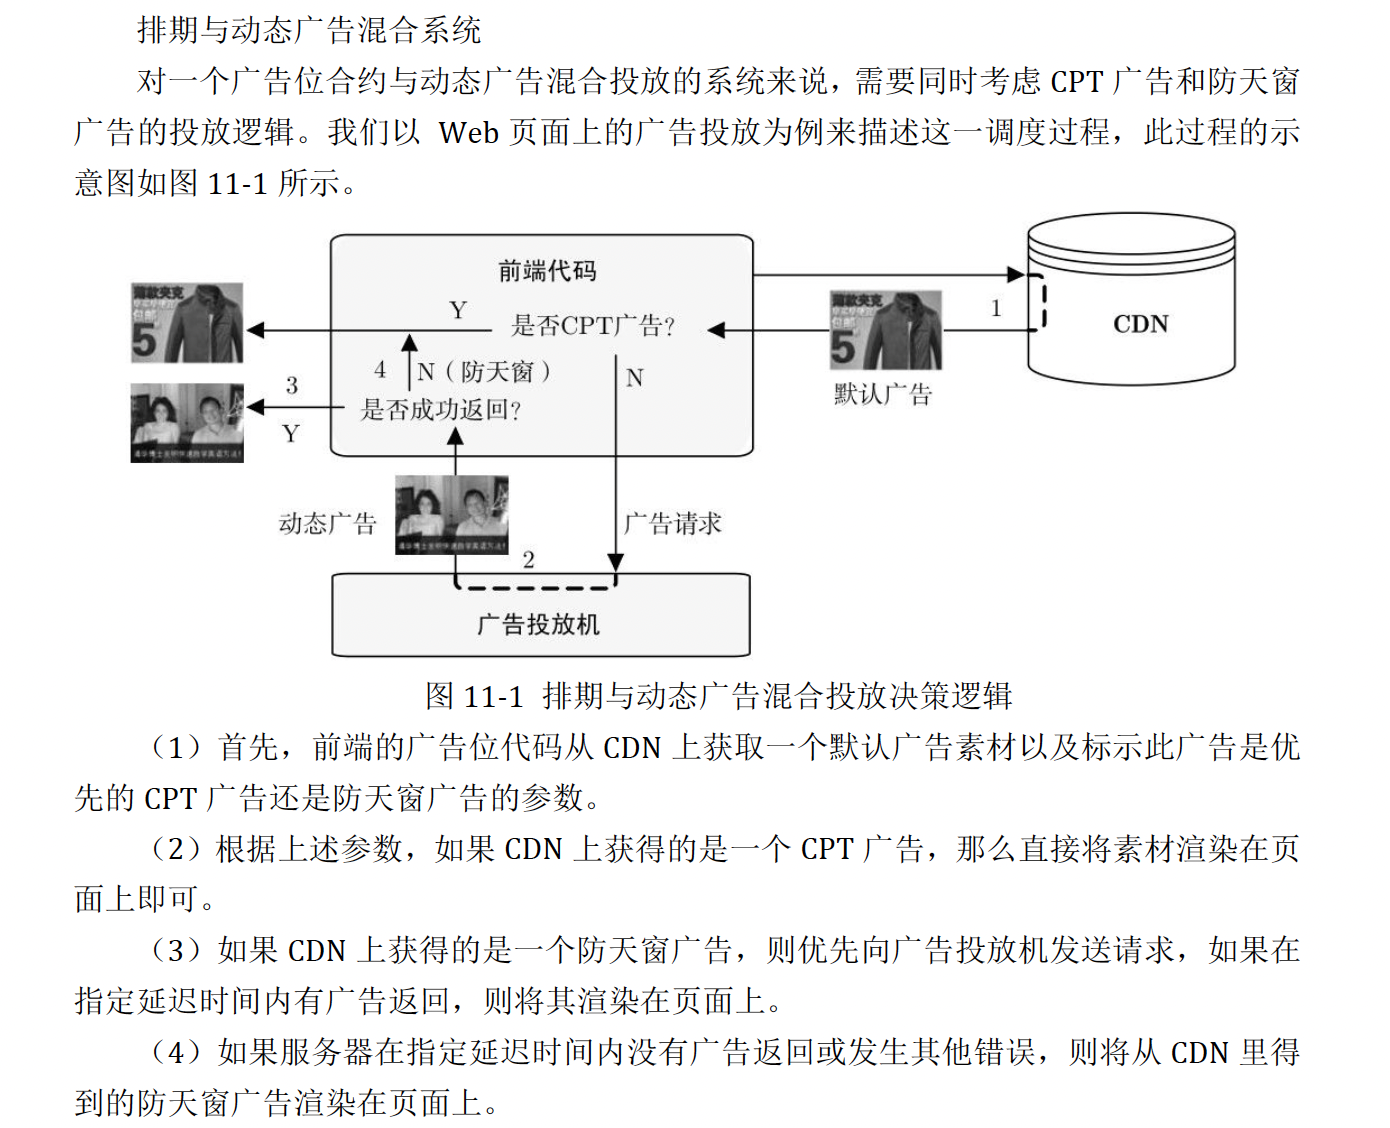 排期与动态广告混合系统
对一个广告位合约与动态广告混合投放的系统来说，需要同时考虑 CPT 广告和防天窗
广告的投放逻辑。我们以 Web 页面上的广告投放为例来描述这一调度过程，此过程的示
意图如图 11-1 所示。
前端代码
薄款夹克
包邮
5
Y
是否CPT广告?
薄款夹克
包邮
5
1
CDN
4
N（防天窗）
N
默认广告
3
是否成功返回?
Y
动态广告
广告请求
2
广告投放机
图 11-1 排期与动态广告混合投放决策逻辑
（1）首先，前端的广告位代码从 CDN 上获取一个默认广告素材以及标示此广告是优
先的 CPT 广告还是防天窗广告的参数。
（2）根据上述参数，如果 CDN 上获得的是一个 CPT 广告，那么直接将素材渲染在页
面上即可。
（3）如果 CDN 上获得的是一个防天窗广告，则优先向广告投放机发送请求，如果在
指定延迟时间内有广告返回，则将其渲染在页面上。
（4）如果服务器在指定延迟时间内没有广告返回或发生其他错误，则将从 CDN 里得
到的防天窗广告渲染在页面上。